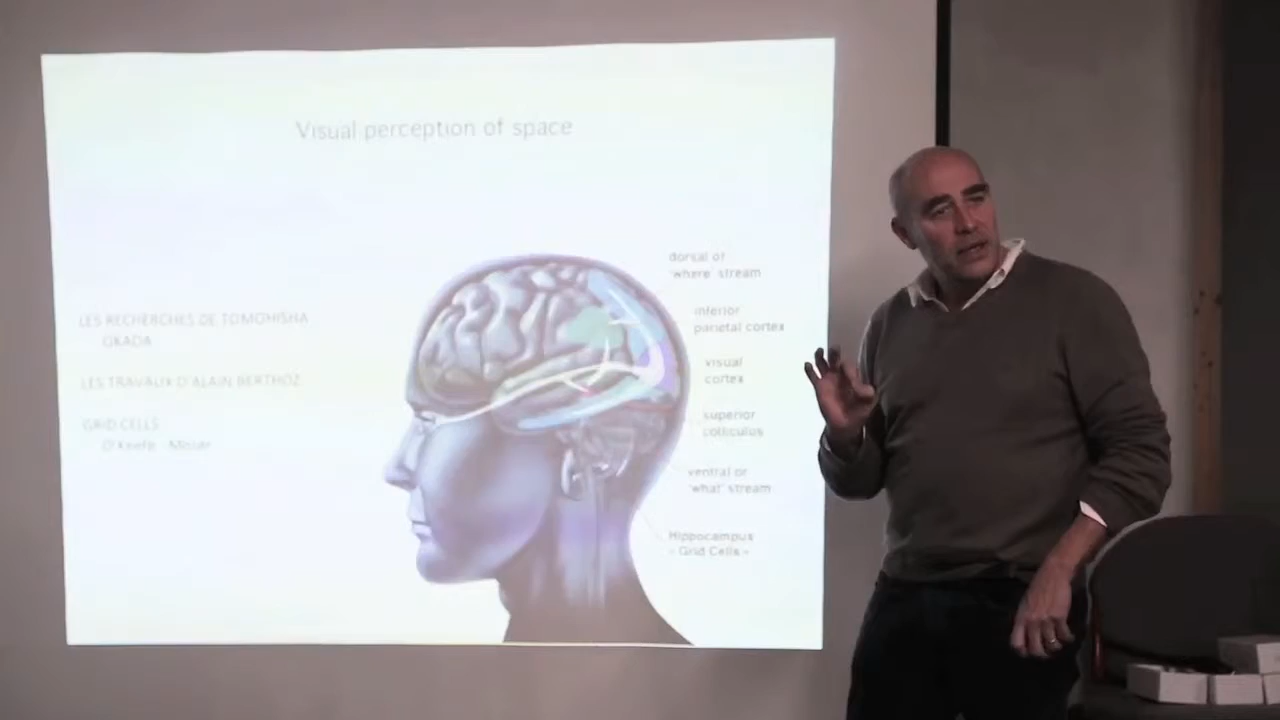 Visual perception of space
LES RECHERCHES DE TOMOHISHA
OKADA
LES TRAVAUX D'ALAIN BERTHOZ
GRID CELLS
O'Keefe - Moser
dorsal or
'where' stream
inferior
parietal cortex
visual
cortex
superior
colliculus
ventral or
'what' stream
Hippocampus
« Grid Cells »